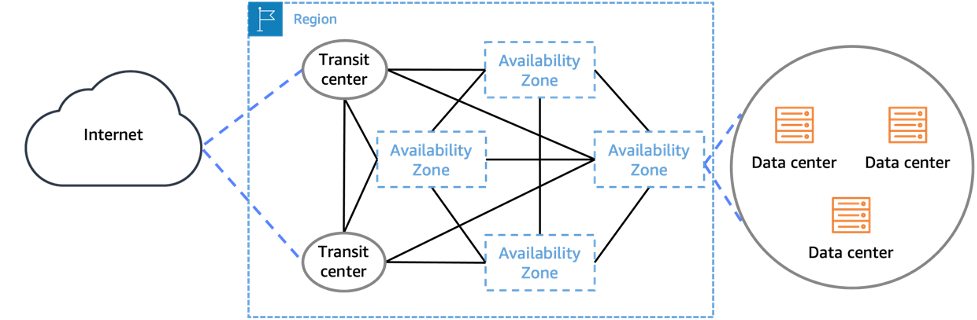 Region
Transit
center
Availability
Zone
Internet
Availability
Zone
Availability
Zone
Data center
Data center
Transit
center
Availability
Zone
Data center